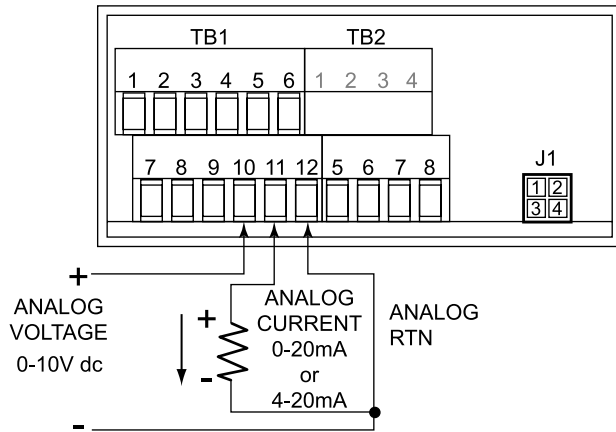 TB1 TB2
1 2 3 4 5 6 1 2 3 4
7 8 9 10 11 12 5 6 7 8
J1
1 2
3 4
+
ANALOG
VOLTAGE
0-10V dc
-
+
-
ANALOG
CURRENT
0-20mA
or
4-20mA
ANALOG
RTN